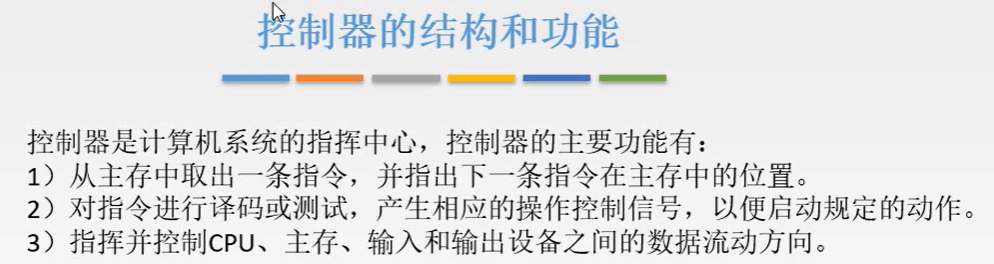 控制器的结构和功能
控制器是计算机系统的指挥中心，控制器的主要功能有：
1）从主存中取出一条指令，并指出下一条指令在主存中的位置。
2）对指令进行译码或测试，产生相应的操作控制信号，以便启动规定的动作。
3）指挥并控制CPU、主存、输入和输出设备之间的数据流动方向。